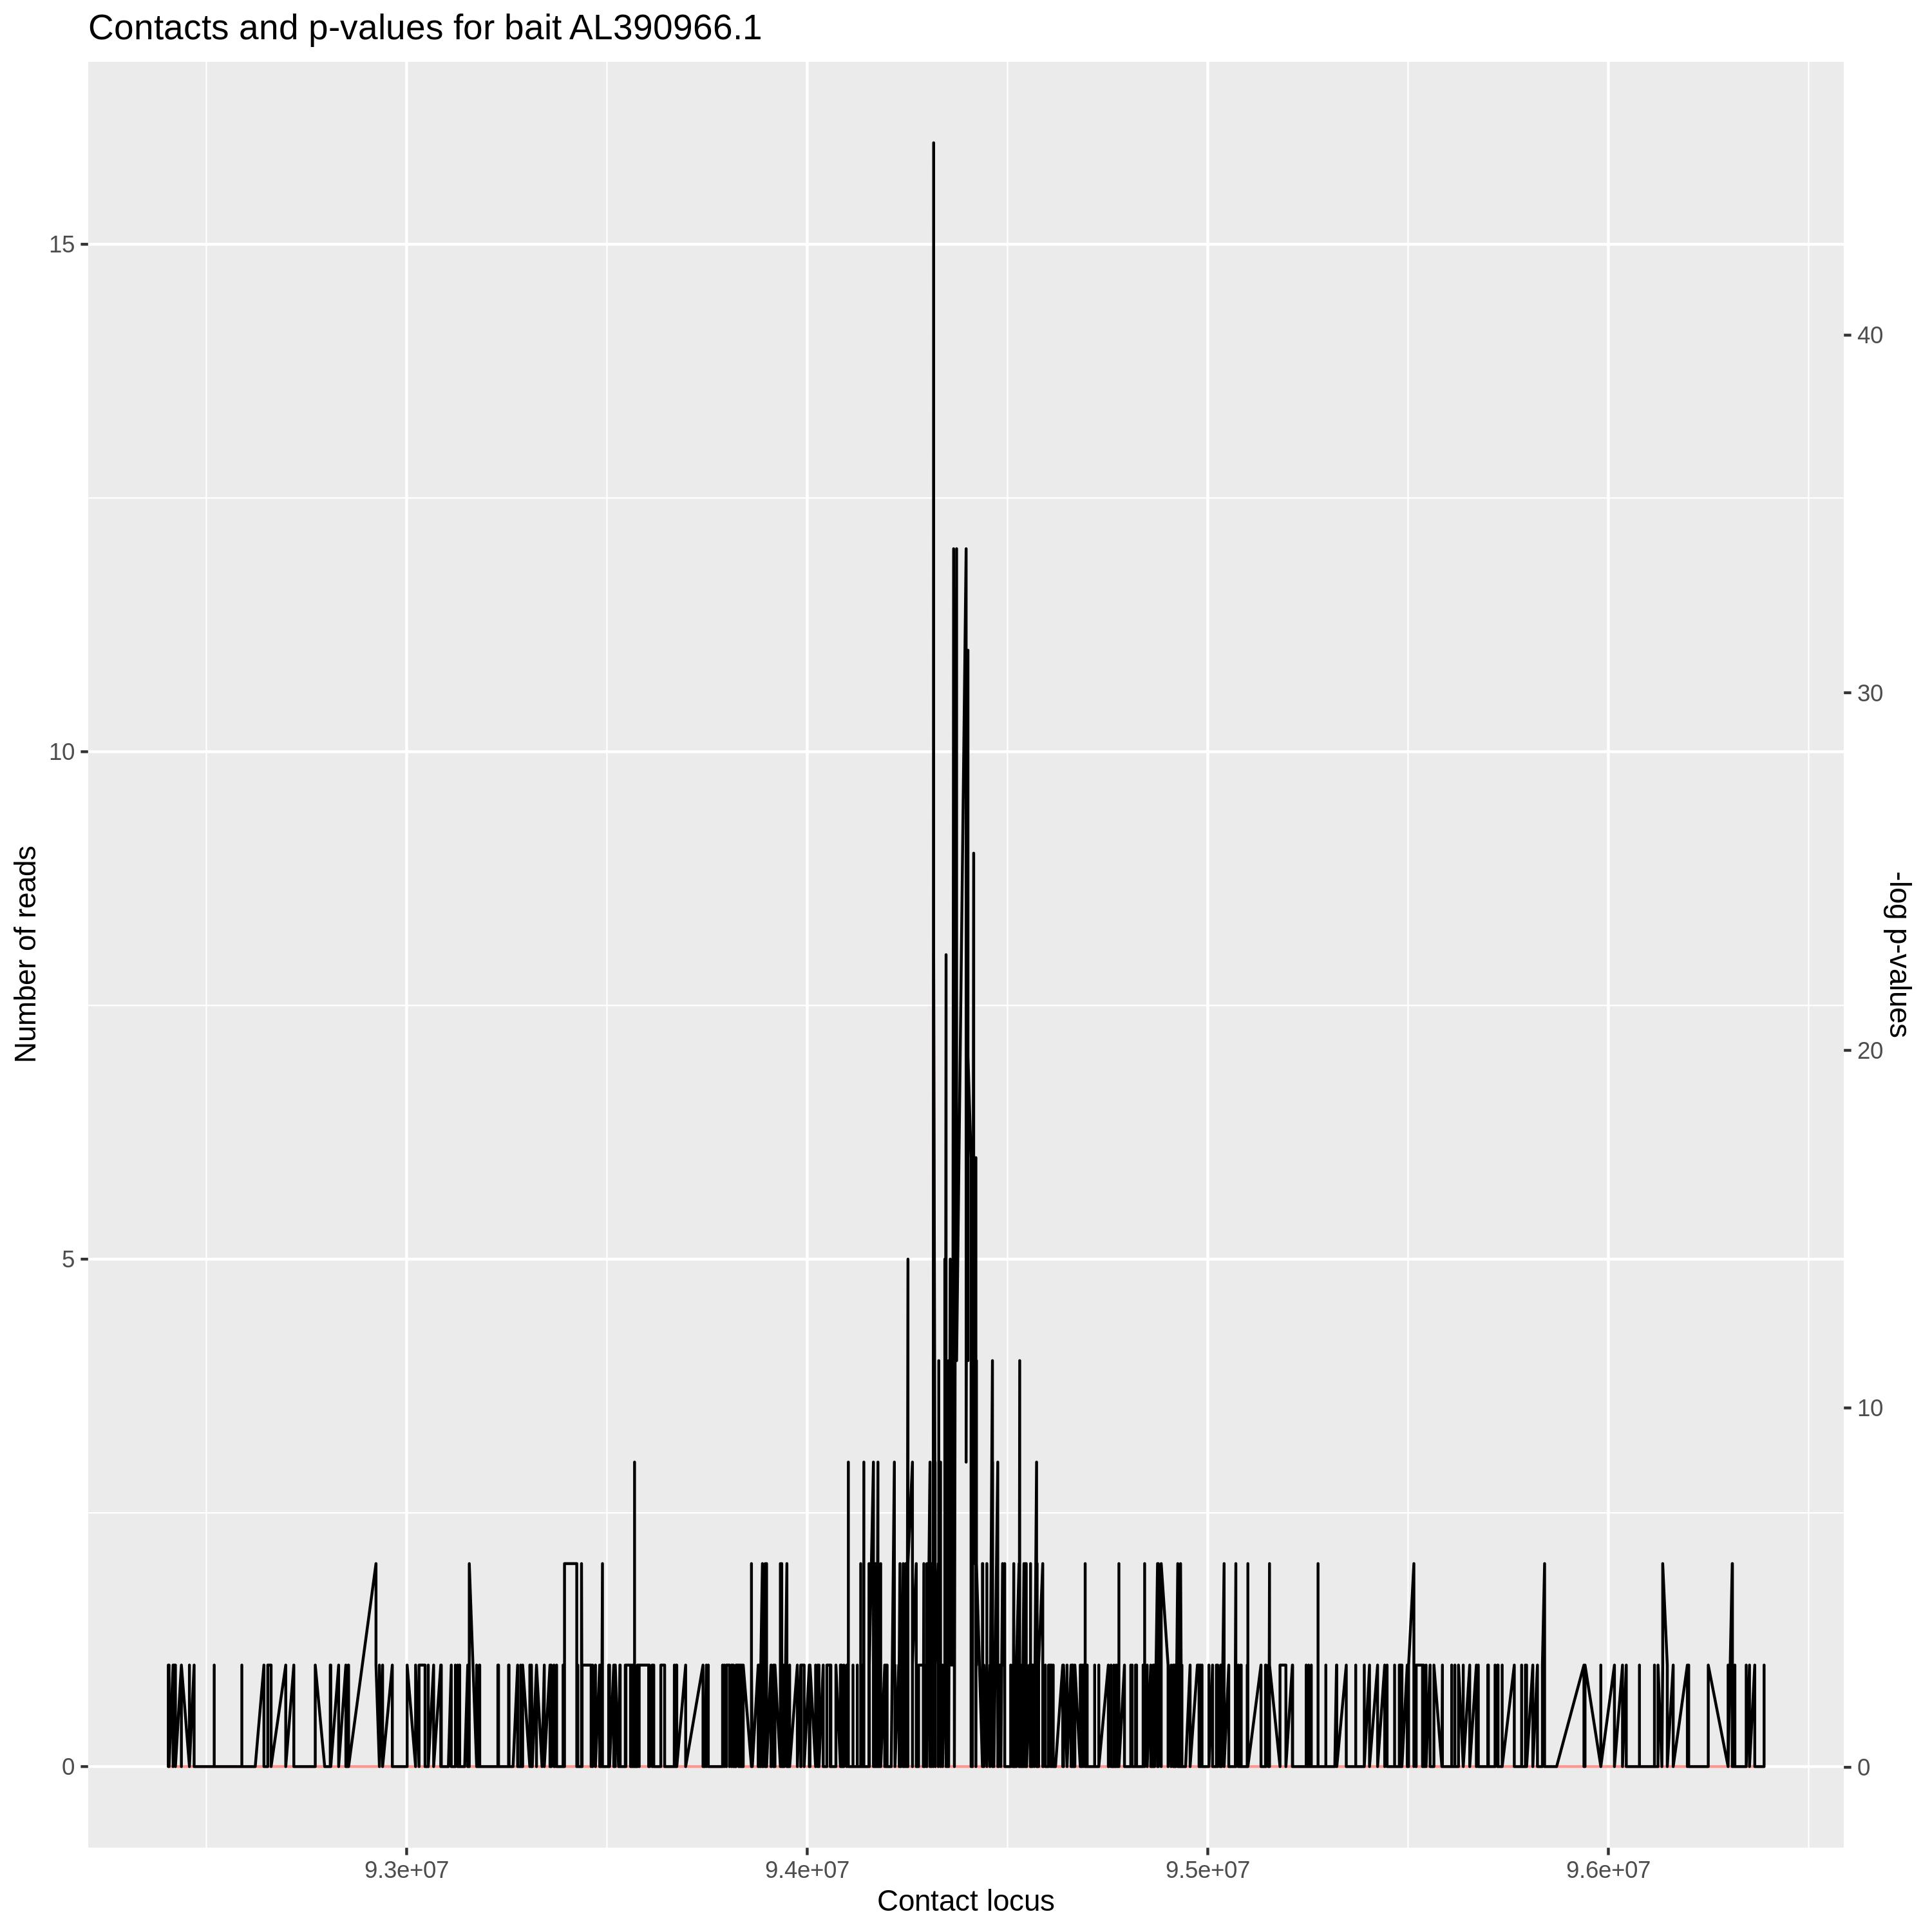 Contacts and p-values for bait AL390966.1
15
10
5
0
Number of reads
40
30
20
10
0
-log p-values
9.3e+07 9.4e+07 9.5e+07 9.6e+07
Contact locus